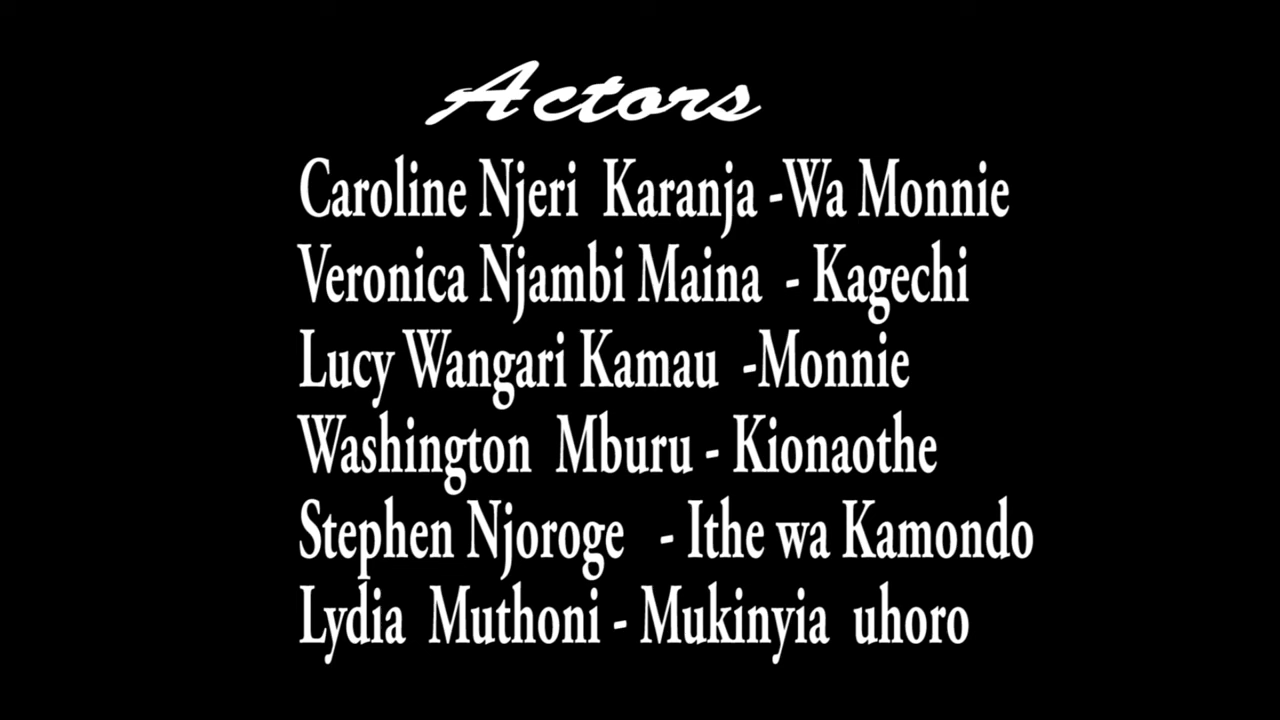 Actors
Caroline Njeri Karanja -Wa Monnie
Veronica Njambi Maina - Kagechi
Lucy Wangari Kamau -Monnie
Washington Mburu - Kionaothe
Stephen Njoroge - Ithe wa Kamondo
Lydia Muthoni - Mukinyia uhoro